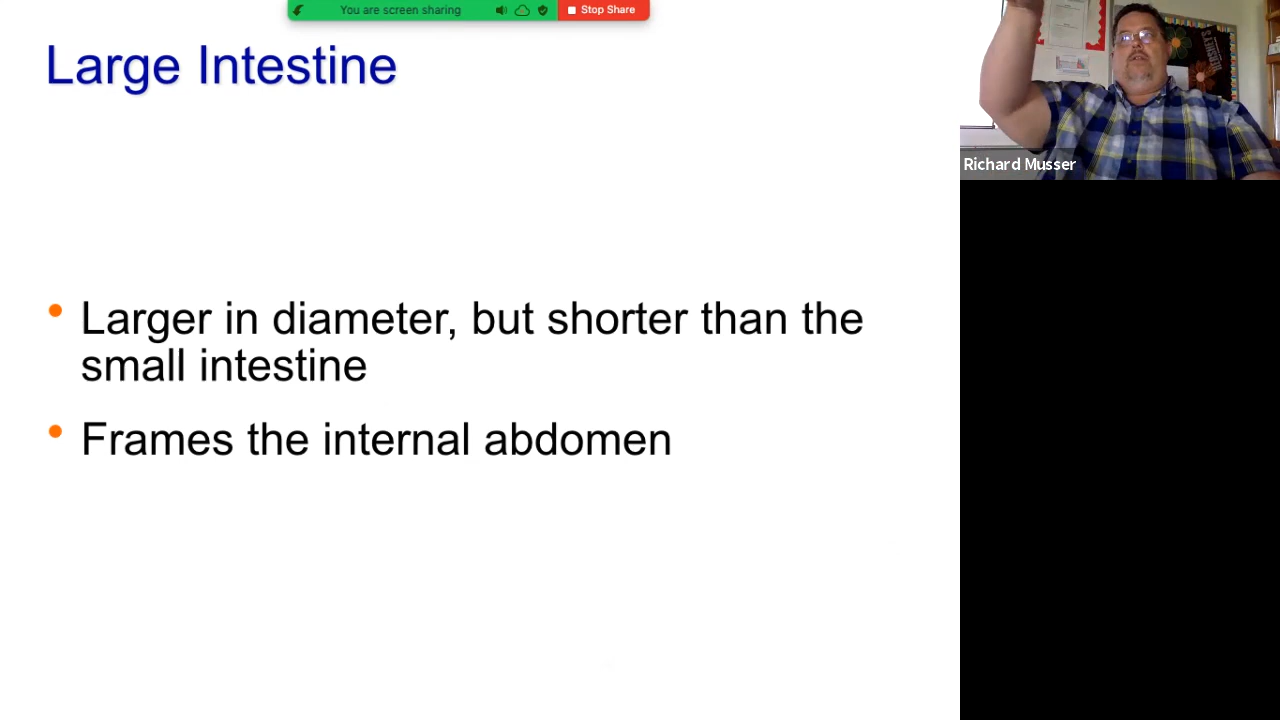 You are screen sharing
Stop Share
Large Intestine
HERSHEY'S
Richard Musser
• Larger in diameter, but shorter than the
small intestine
• Frames the internal abdomen